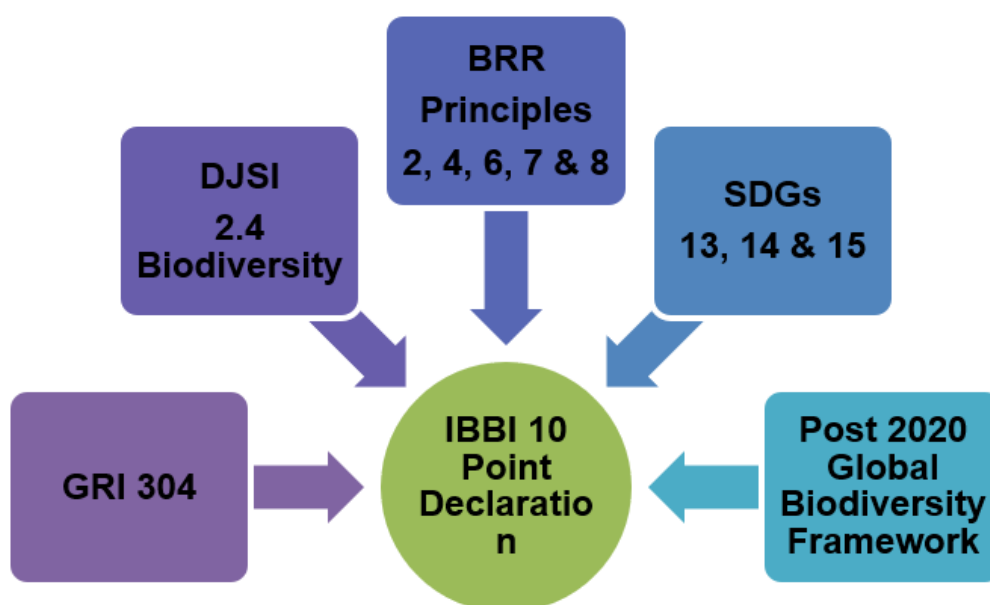 BRR
Principles
2, 4, 6, 7 & 8
DJSI
2.4
Biodiversity
SDGs
13, 14 & 15
GRI 304
IBBI 10
Point
Declaratio
n
Post 2020
Global
Biodiversity
Framework